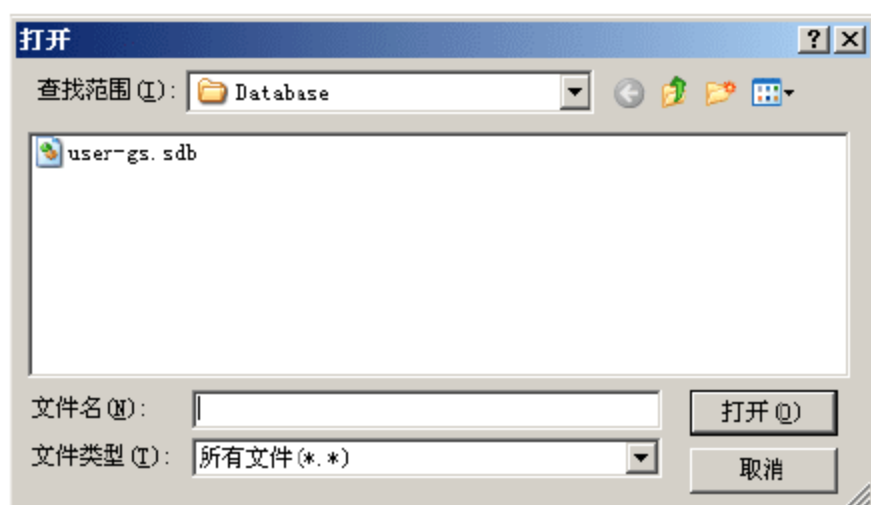 打开
查找范围(I): Database
user-gs.sdb
文件名(N):
打开(O)
文件类型(T): 所有文件(*.*)
取消